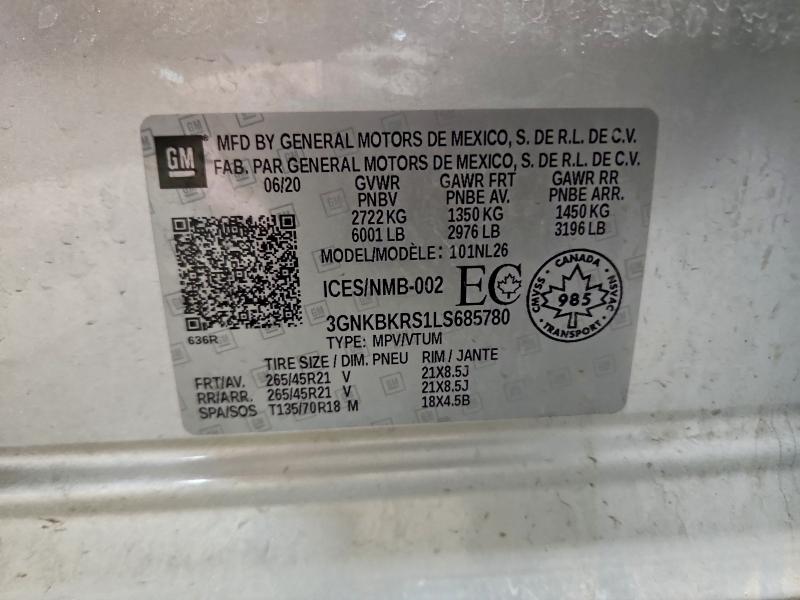 GM
MFD BY GENERAL MOTORS DE MEXICO, S. DE R.L. DE C.V.
FAB. PAR GENERAL MOTORS DE MEXICO, S. DE R.L. DE C.V.
06/20 GVWR GAWR FRT GAWR RR
PNBV PNBE AV. PNBE ARR.
2722 KG 1350 KG 1450 KG
6001 LB 2976 LB 3196 LB
MODEL/MODÈLE: 101NL26
ICES/NMB-002 EC
CANADA
CMVSS 985 NSVAC
TRANSPORT
3GNKBKRS1LS685780
636R
TYPE: MPV/VTUM
TIRE SIZE / DIM. PNEU RIM / JANTE
FRT/AV. 265/45R21 V 21X8.5J
RR/ARR. 265/45R21 V 21X8.5J
SPA/SOS T135/70R18 M 18X4.5B